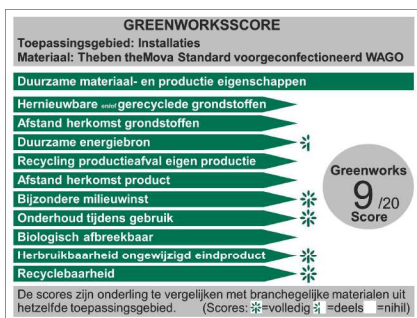 GREENWORKSSCORE
Toepassingsgebied: Installaties
Materiaal: Theben theMova Standard voorgeconfectioneerd WAGO
Duurzame materiaal- en productie eigenschappen
Hernieuwbare en/of gerecyclede grondstoffen
Afstand herkomst grondstoffen
Duurzame energiebron
Recycling productieafval eigen productie
Afstand herkomst product
Bijzondere milieuwinst
Onderhoud tijdens gebruik
Biologisch afbreekbaar
Herbruikbaarheid ongewijzigd eindproduct
Recyclebaarheid
Greenworks
9 /20
Score
De scores zijn onderling te vergelijken met branchegelijke materialen uit
hetzelfde toepassingsgebied. (Scores: =volledig =deels =nihil)